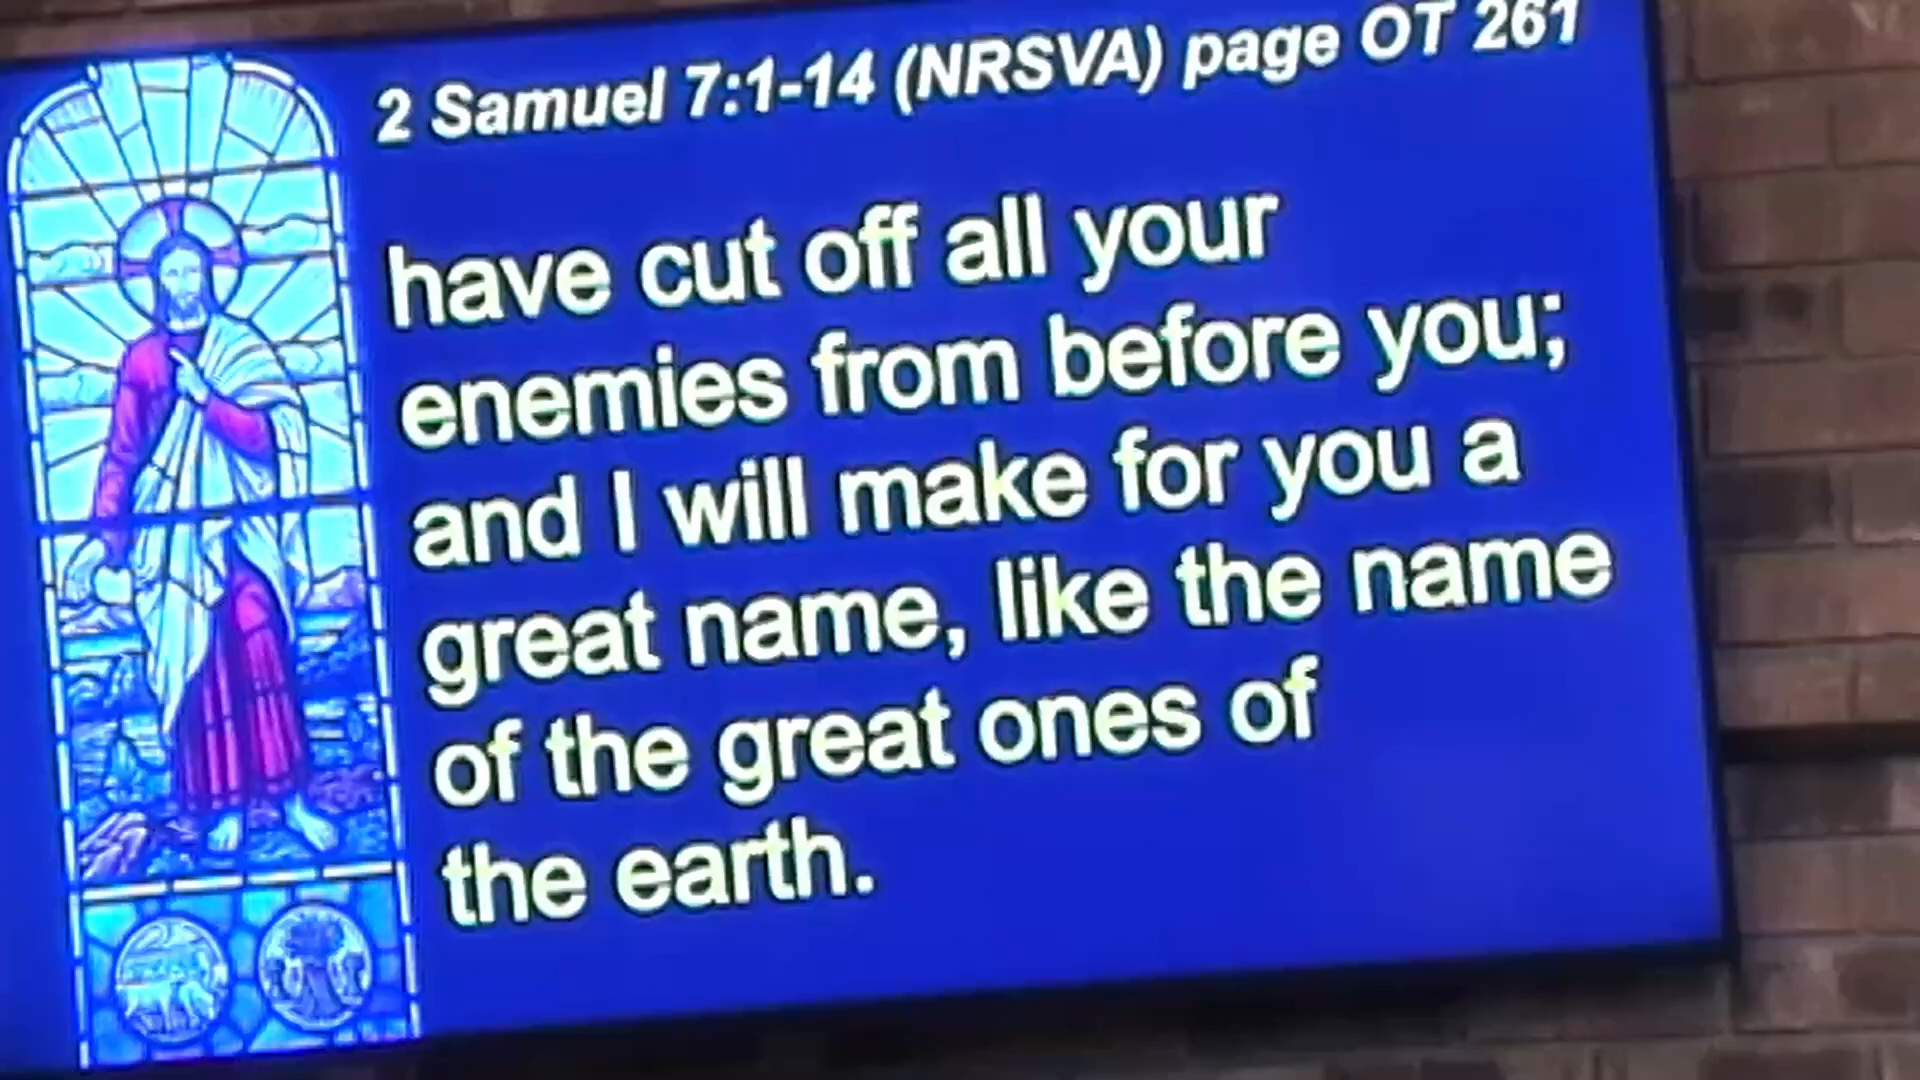 2 Samuel 7:1-14 (NRSVA) page OT 261
have cut off all your
enemies from before you;
and I will make for you a
great name, like the name
of the great ones of
the earth.